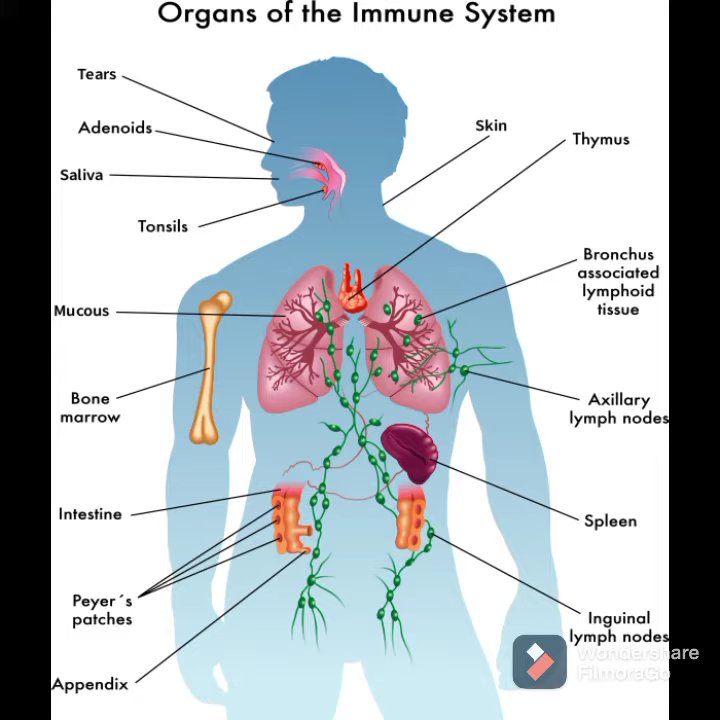 Organs of the Immune System
Tears
Adenoids
Saliva
Tonsils
Skin
Thymus
Bronchus
associated
lymphoid
tissue
Mucous
Bone
marrow
Axillary
lymph nodes
Intestine
Spleen
Peyer´s
patches
Inguinal
lymph nodes
Appendix
Wondershare
FilmoraGo